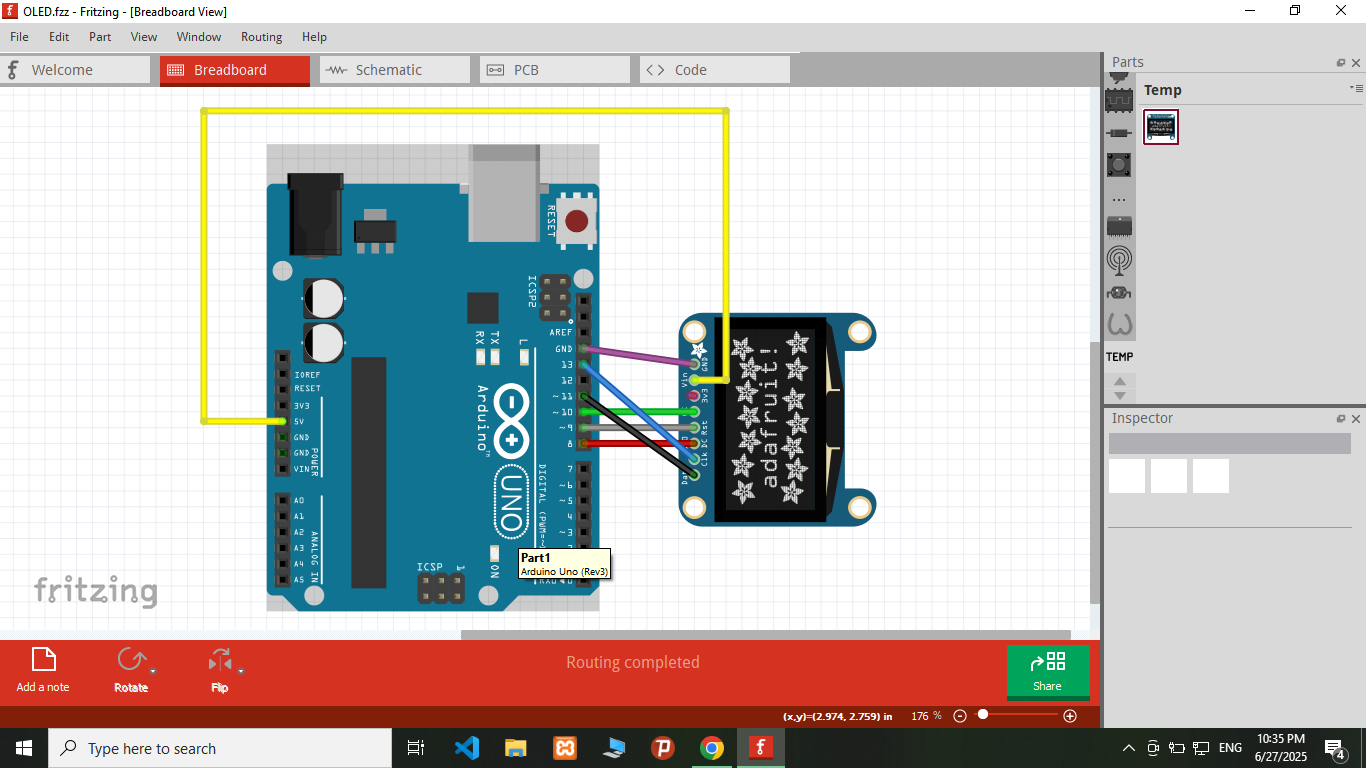 OLED.fzz - Fritzing - [Breadboard View]
File Edit Part View Window Routing Help
Welcome
Breadboard
Schematic
PCB
Code
Parts
Temp
...
TEMP
Inspector
RESET
ICSP2
AREF
GND
13
12
~11
~10
~9
8
7
~6
~5
4
~3
RX
TX
L
Arduino™
UNO
DIGITAL (PWM=~)
IOREF
RESET
3V3
5V
GND
GND
VIN
POWER
A0
A1
A2
A3
A4
A5
ANALOG IN
ICSP
1
ON
GND
Vin
3v3
Rst
DC
Clk
adafruit!
Part1
Arduino Uno (Rev3)
fritzing
Add a note
Rotate
Flip
Routing completed
Share
(x,y)=(2.974, 2.759) in
176 %
Type here to search
ENG
10:35 PM
6/27/2025
4